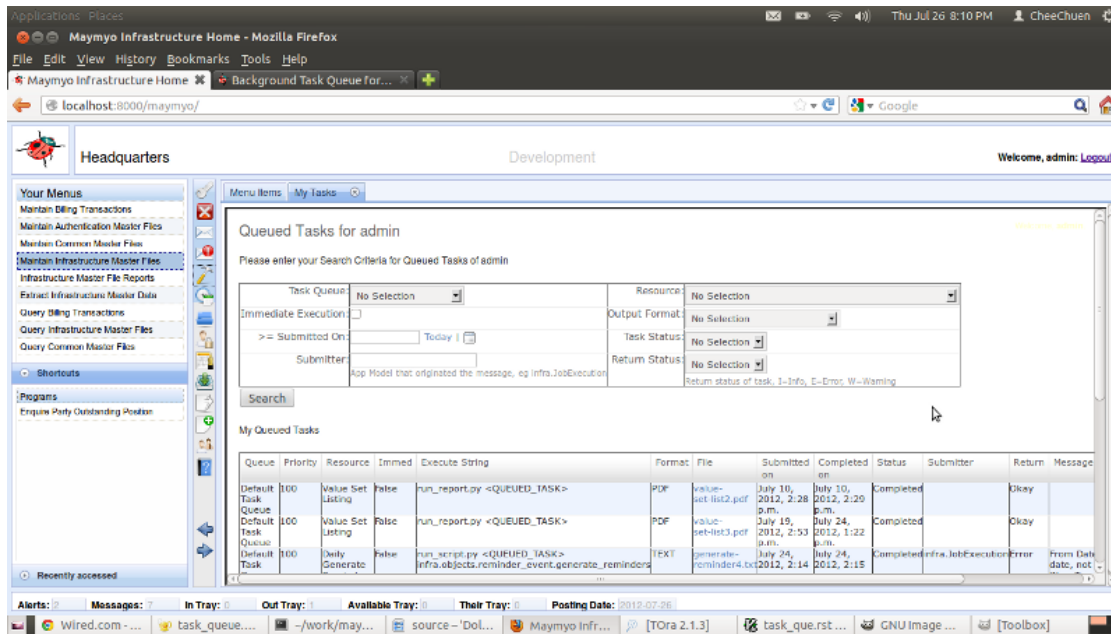 Applications Places
Thu Jul 26 8:10 PM CheeChuen
Maymyo Infrastructure Home - Mozilla Firefox
File Edit View History Bookmarks Tools Help
Maymyo Infrastructure Home Background Task Queue for...
localhost:8000/maymyo/ Google
Headquarters Development Welcome, admin: Logout
Your Menus
Maintain Billing Transactions
Maintain Authentication Master Files
Maintain Common Master Files
Maintain Infrastructure Master Files
Infrastructure Master File Reports
Extract Infrastructure Master Data
Query Billing Transactions
Query Infrastructure Master Files
Query Common Master Files
Shortcuts
Programs
Enquire Party Outstanding Position
Recently accessed
Menu Items My Tasks
Queued Tasks for admin
Please enter your Search Criteria for Queued Tasks of admin
Task Queue: No Selection Resource: No Selection
Immediate Execution: Output Format: No Selection
>= Submitted On: Today | Task Status: No Selection
Submitter: Return Status: No Selection
App Model that originated the message, eg infra.JobExecution Return status of task, I=Info, E=Error, W=Warning
Search
My Queued Tasks
Queue Priority Resource Immed Execute String Format File Submitted on Completed on Status Submitter Return Message
Default 100 Value Set False run_report.py <QUEUED_TASK> PDF value- July 10, July 10, Completed Okay
Task Listing set-list2.pdf 2012, 2:28 2012, 2:29
Queue p.m. p.m.
Default 100 Value Set False run_report.py <QUEUED_TASK> PDF value- July 19, July 24, Completed Okay
Task Listing set-list3.pdf 2012, 2:53 2012, 1:22
Queue p.m. p.m.
Default 100 Daily False run_script.py <QUEUED_TASK> TEXT generate- July 24, July 24, Completed infra.JobExecution Error From Date
Task Generate infra.objects.reminder_event.generate_reminders reminder4.txt 2012, 2:14 2012, 2:15 date, not
Alerts: 2 Messages: 7 In Tray: 0 Out Tray: 1 Available Tray: 0 Their Tray: 0 Posting Date: 2012-07-26
Wired.com - ... task_queue.... ~/work/may... source – 'Dol... Maymyo Infr... [TOra 2.1.3] task_que.rst ... GNU Image ... [Toolbox]